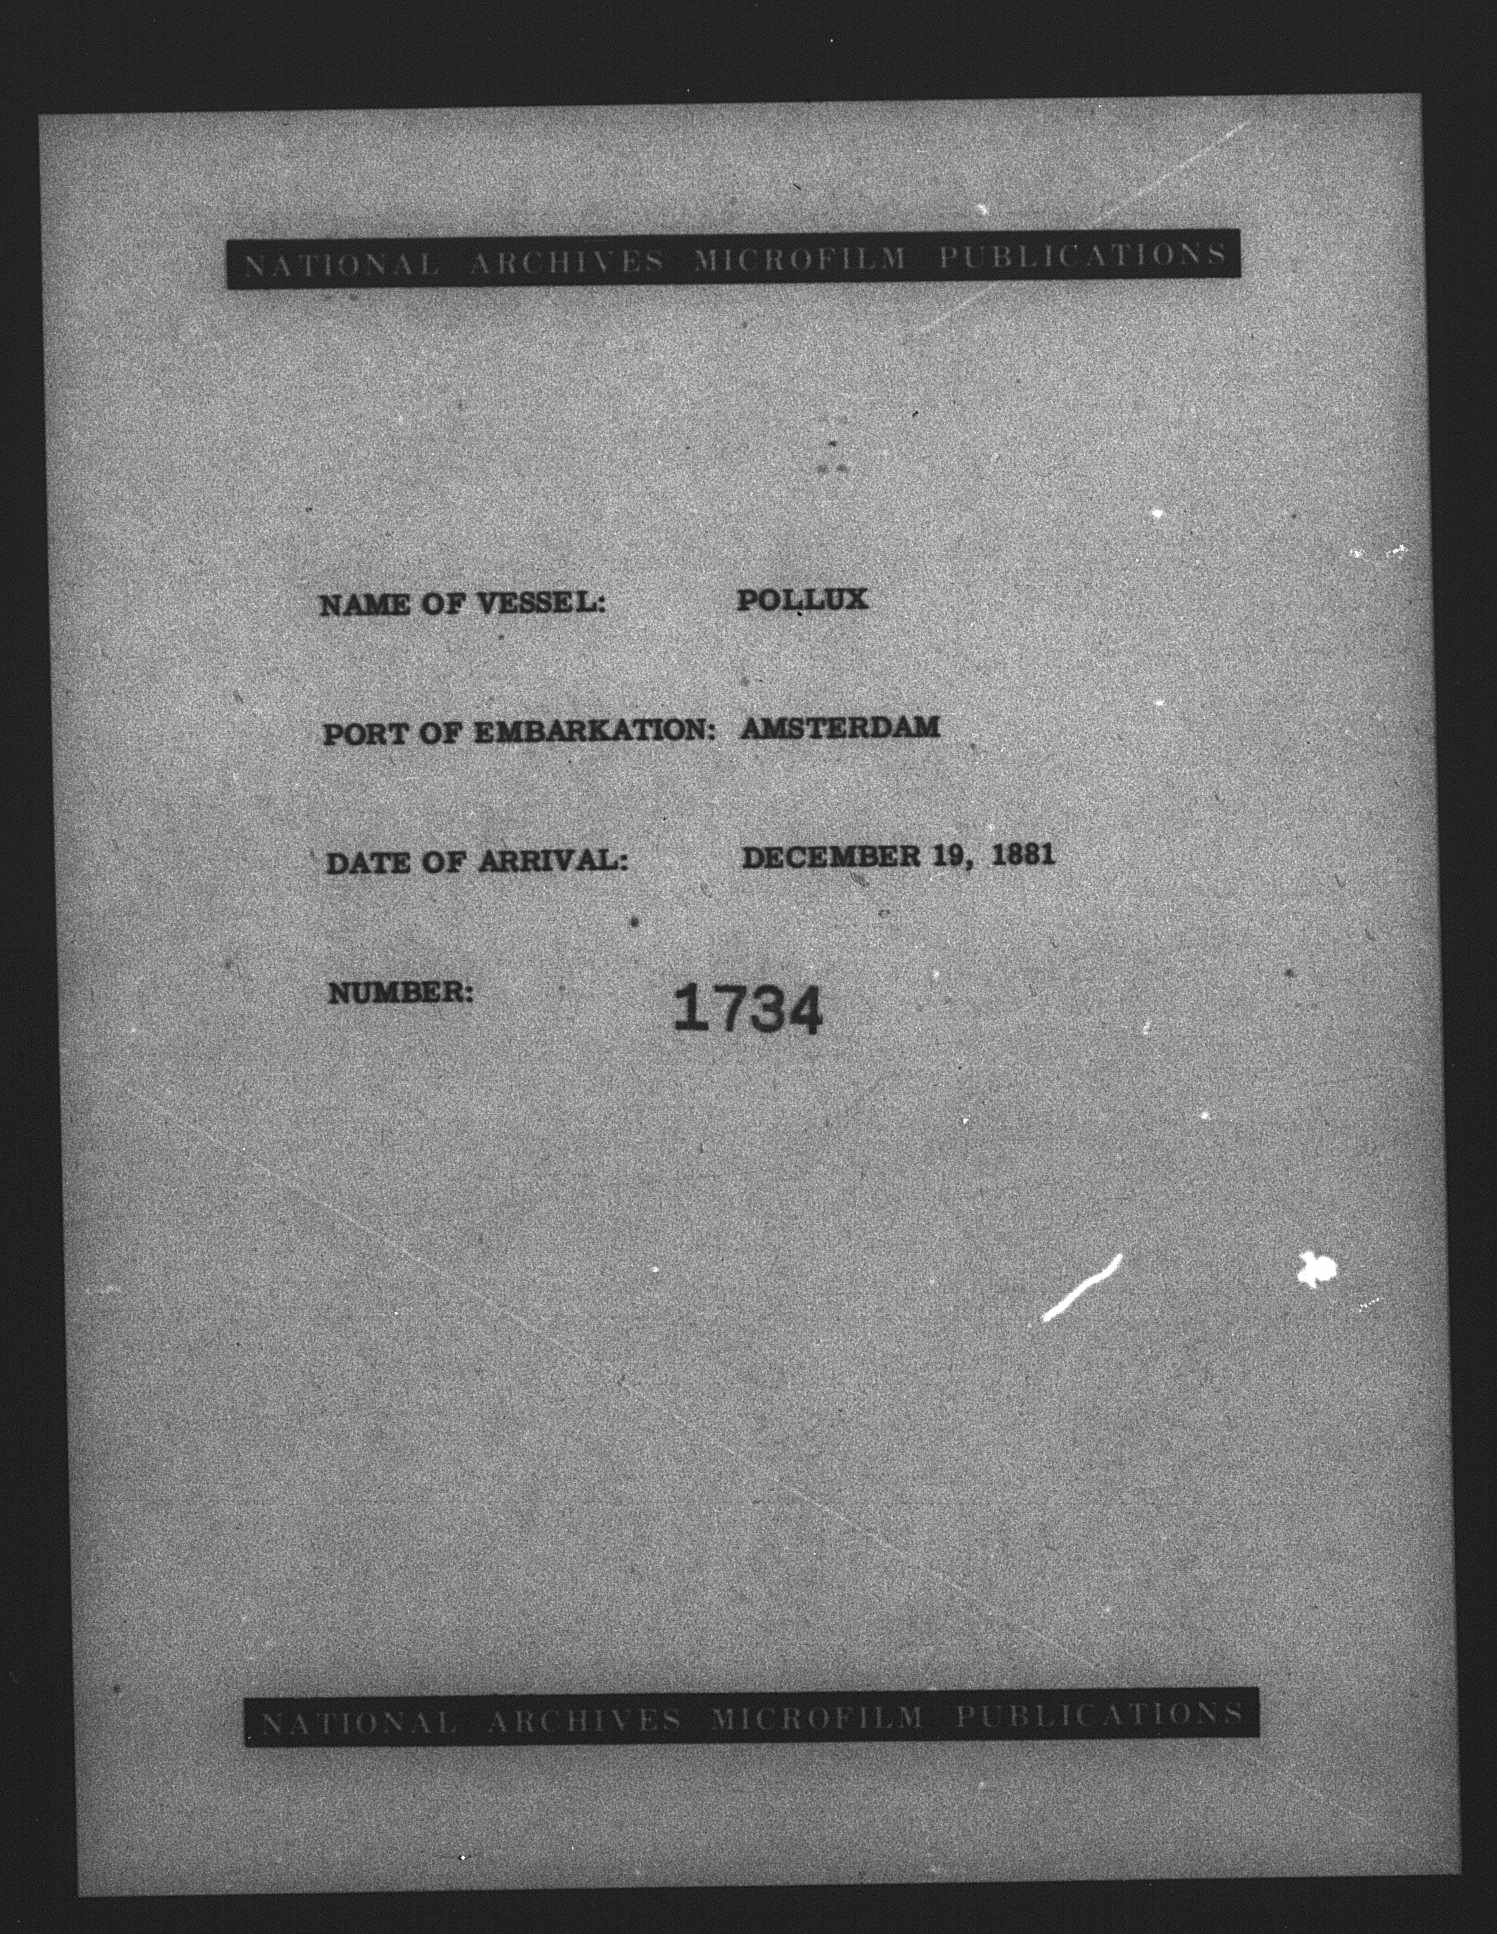 NATIONAL ARCHIVES MICROFILM PUBLICATIONS
NAME OF VESSEL: POLLUX
PORT OF EMBARKATION: AMSTERDAM
DATE OF ARRIVAL: DECEMBER 19, 1881
NUMBER: 1734
NATIONAL ARCHIVES MICROFILM PUBLICATIONS